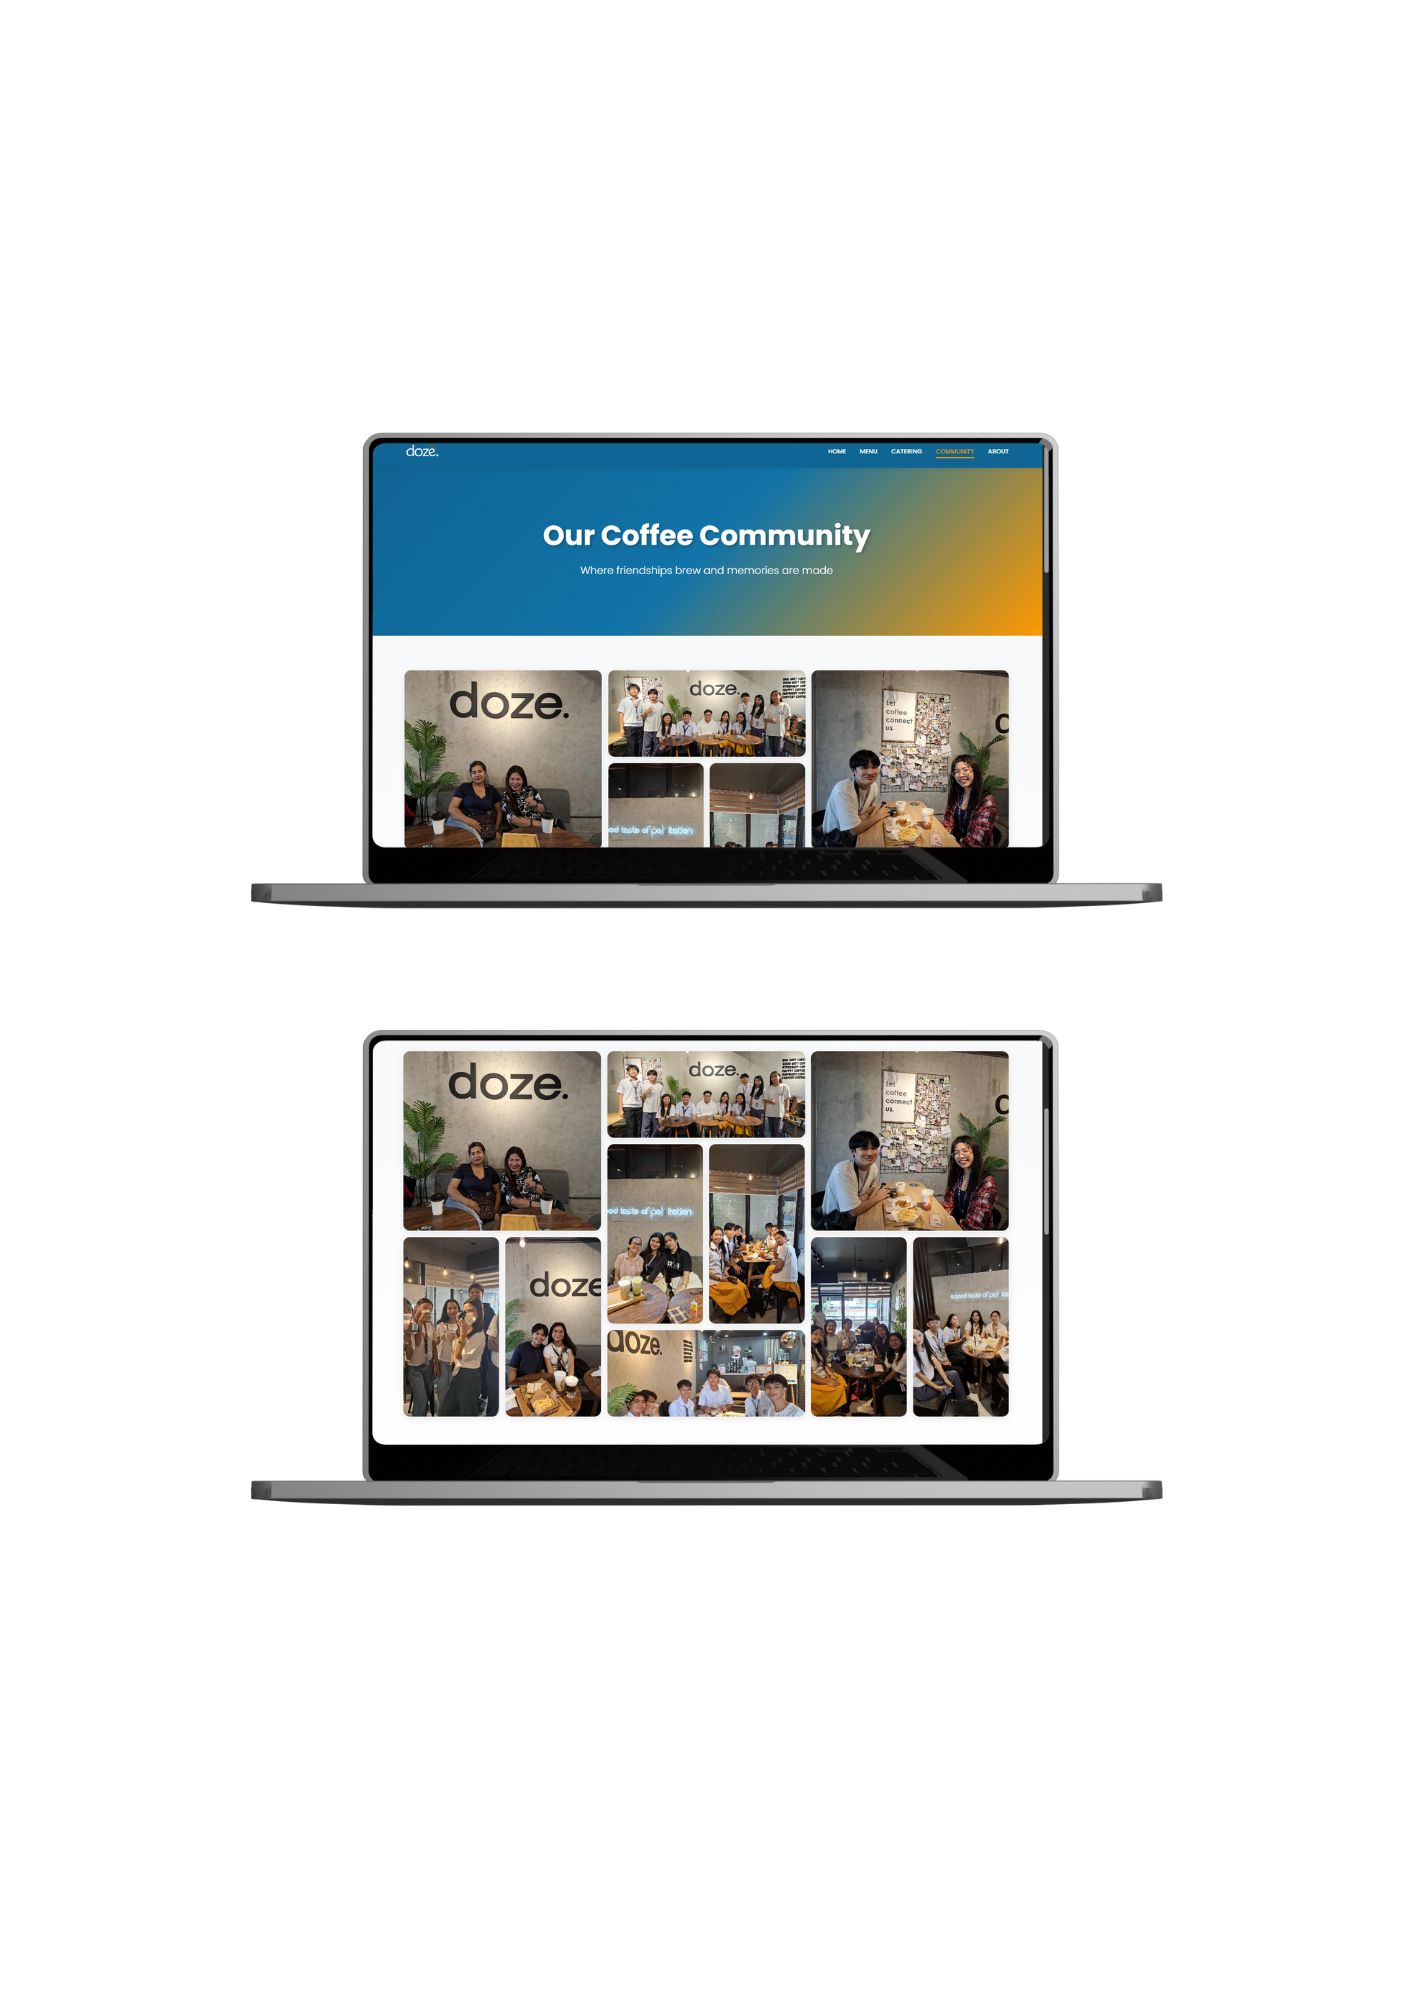 doze.
HOME MENU CATERING COMMUNITY ABOUT
Our Coffee Community
Where friendships brew and memories are made
doze.
doze.
Let
coffee
connect
us.
doze.
doze.
Let
coffee
connect
us.
doze
doze.